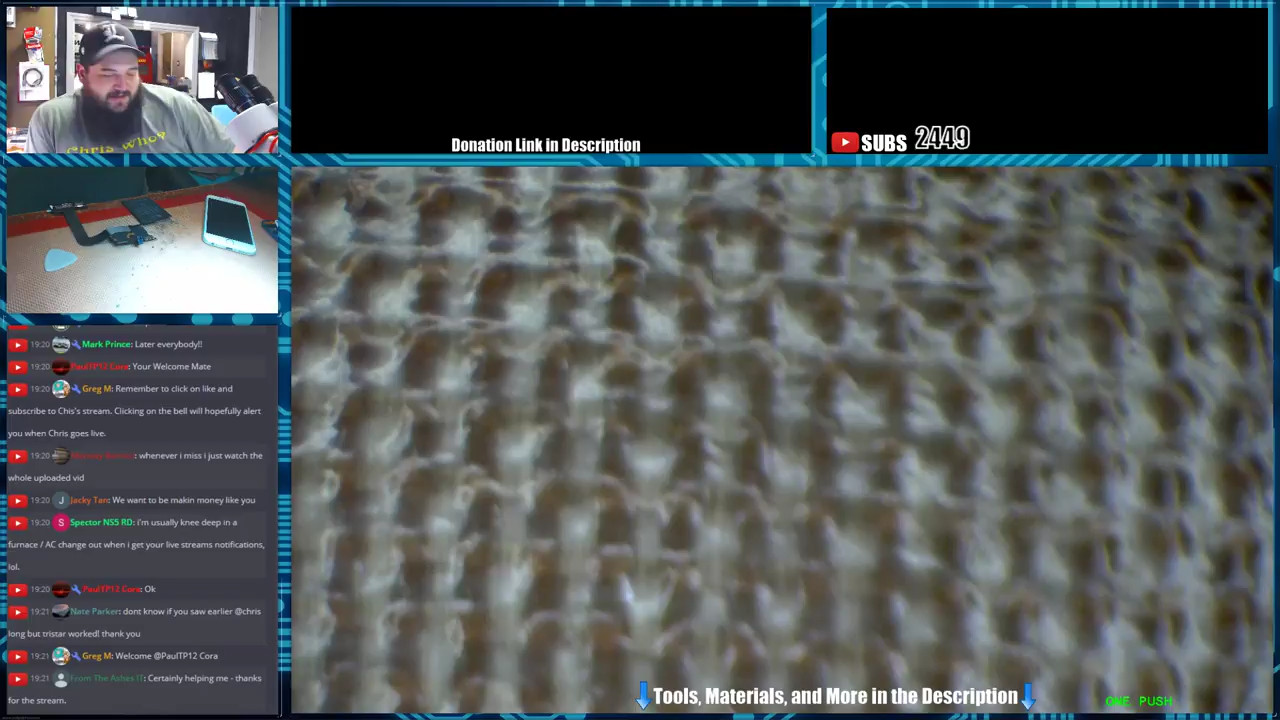 Chris
Donation Link in Description
SUBS 2449
19:20 Mark Prince: Later everybody!!
19:20 PaulTP12 Cora: Your Welcome Mate
19:20 Greg M: Remember to click on like and
subscribe to Chis's stream. Clicking on the bell will hopefully alert
you when Chris goes live.
19:20 : whenever i miss i just watch the
whole uploaded vid
19:20 J Jacky Tan: We want to be makin money like you
19:20 S Spector NS5 RD: i'm usually knee deep in a
furnace / AC change out when i get your live streams notifications,
lol.
19:20 PaulTP12 Cora: Ok
19:21 Nate Parker: dont know if you saw earlier @chris
long but tristar worked! thank you
19:21 Greg M: Welcome @PaulTP12 Cora
19:21 From The Ashes IT: Certainly helping me - thanks
for the stream.
Tools, Materials, and More in the Description
ONE PUSH